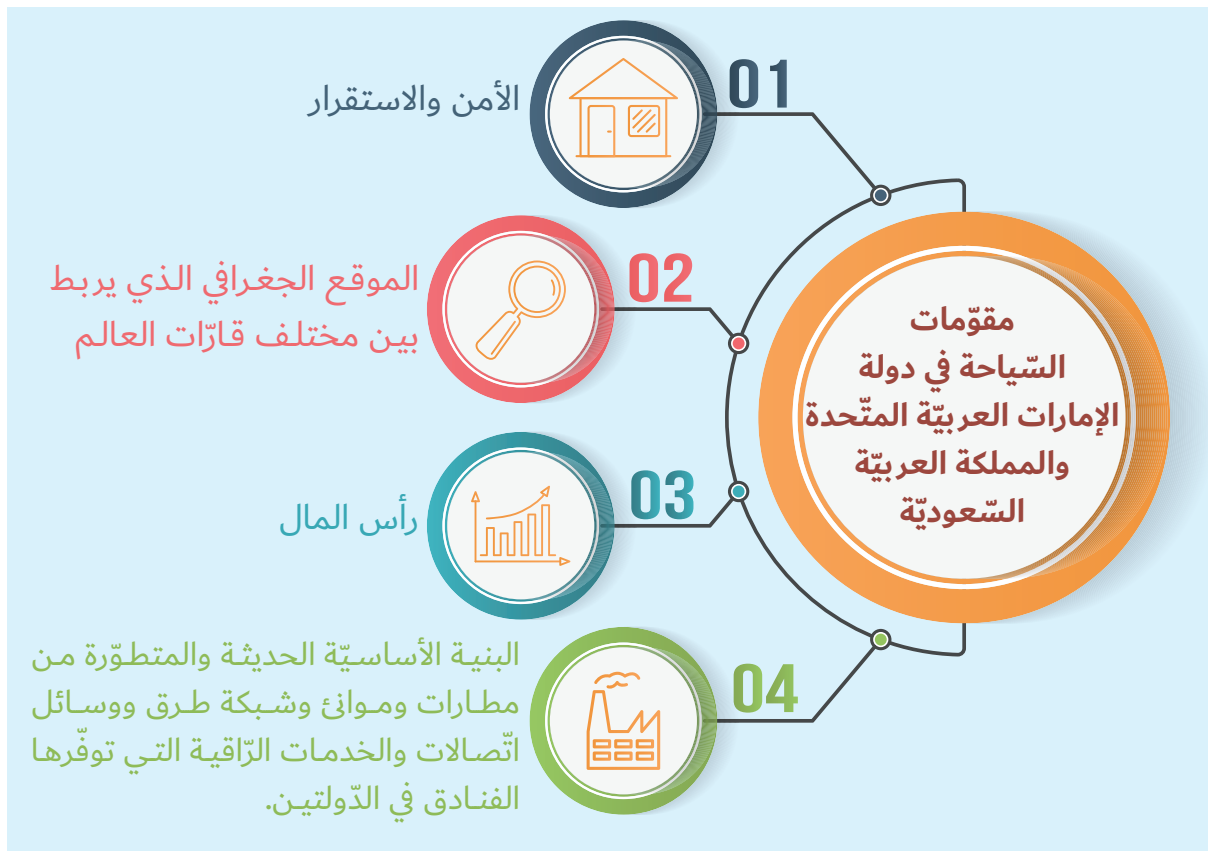 مقوّمات
السّياحة في دولة
الإمارات العربيّة المتّحدة
والمملكة العربيّة
السّعوديّة
01
الأمن والاستقرار
02
الموقع الجغرافي الذي يربط
بين مختلف قارّات العالم
03
رأس المال
04
البنية الأساسيّة الحديثة والمتطوّرة من
مطارات وموانئ وشبكة طرق ووسائل
اتّصالات والخدمات الرّاقية التي توفّرها
الفنادق في الدّولتين.